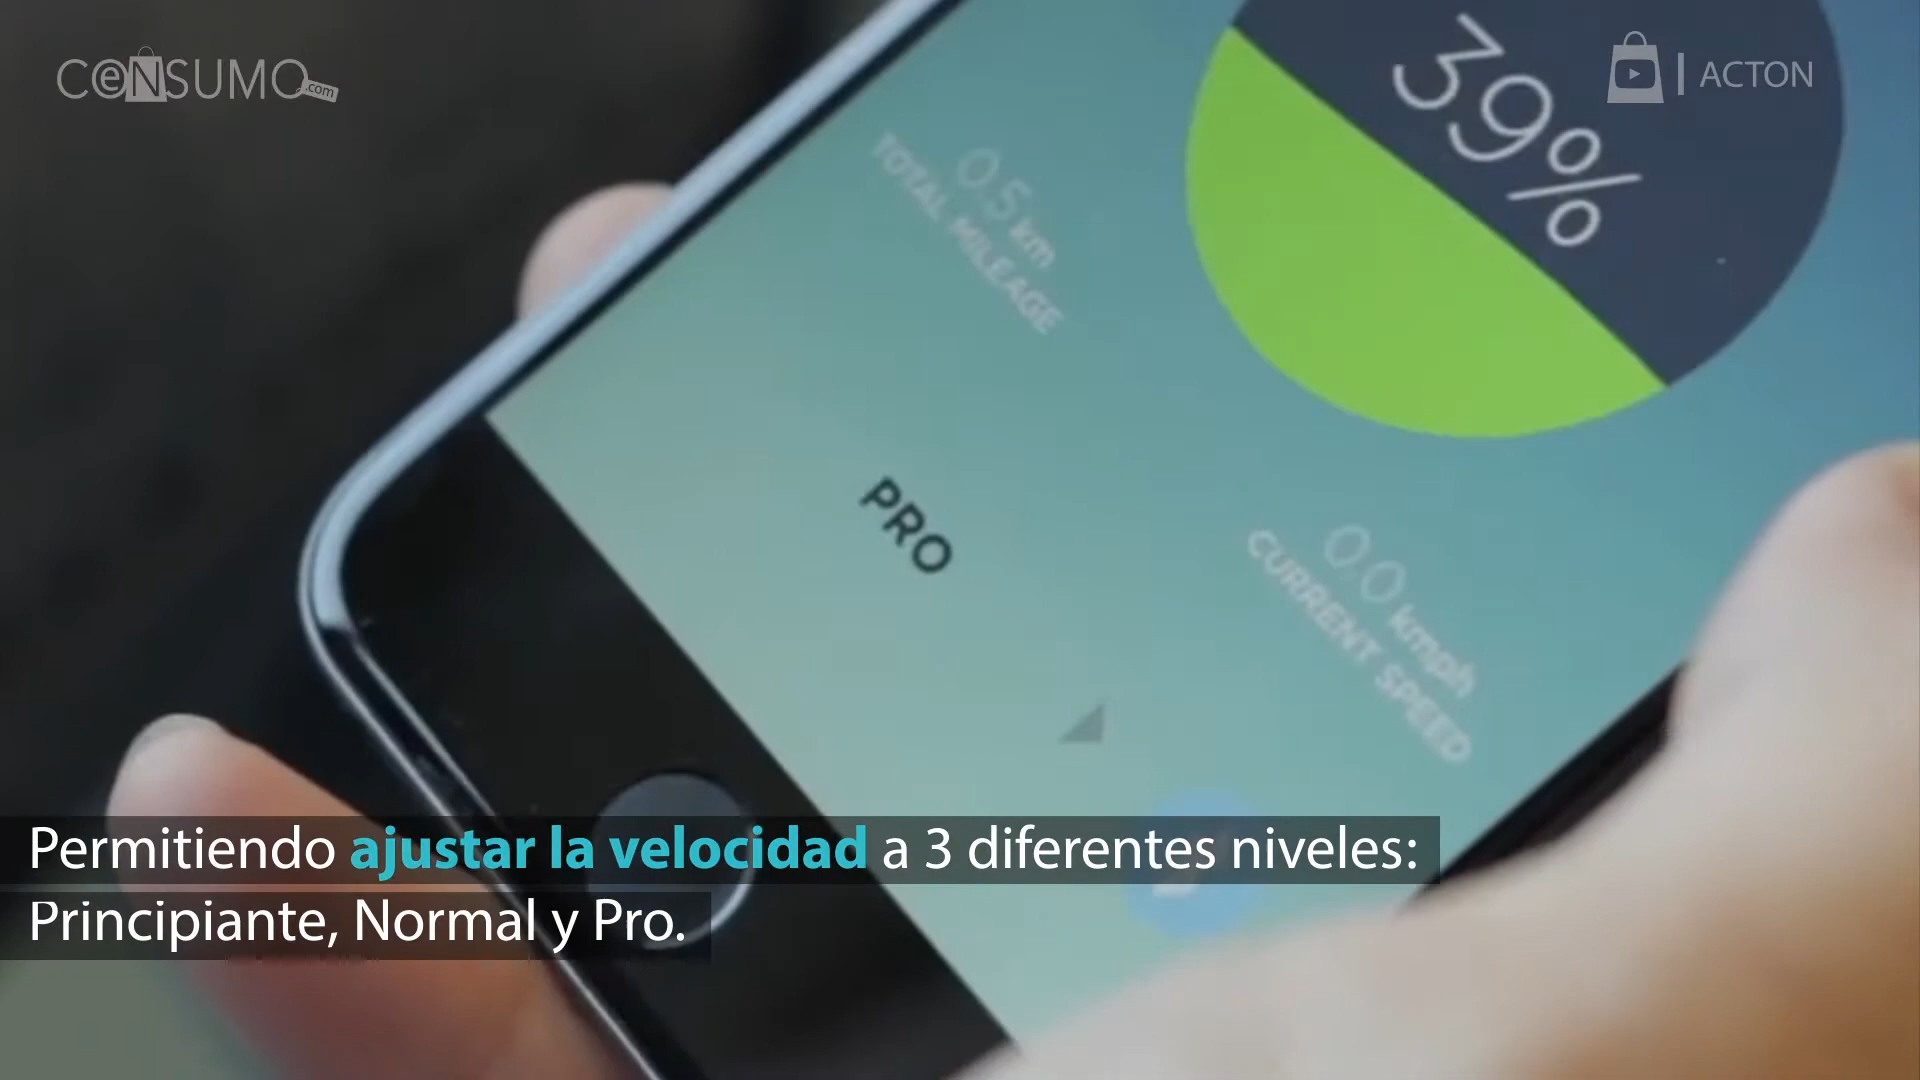 CeNSUMO.com
ACTON
39%
0.5 km
TOTAL MILEAGE
PRO
0.0 kmph
CURRENT SPEED
Permitiendo ajustar la velocidad a 3 diferentes niveles:
Principiante, Normal y Pro.